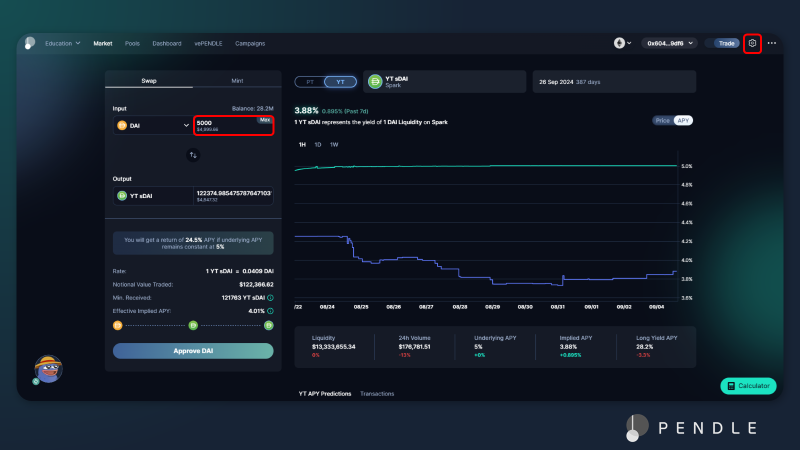 Education Market Pools Dashboard vePENDLE Campaigns 0x604...9df6 Trade
Swap Mint
Input Balance: 28.2M
DAI 5000 Max
$4,999.66
Output
YT sDAI 122374.985475787647103
$4,847.32
You will get a return of 24.5% APY if underlying APY
remains constant at 5%
Rate: 1 YT sDAI = 0.0409 DAI
Notional Value Traded: $122,366.62
Min. Received: 121763 YT sDAI
Effective Implied APY: 4.01%
Approve DAI
PT YT
YT sDAI
Spark
26 Sep 2024 387 days
3.88% 0.895% (Past 7d)
1 YT sDAI represents the yield of 1 DAI Liquidity on Spark
Price APY
1H 1D 1W
5.0%
4.8%
4.6%
4.4%
4.2%
4.0%
3.8%
3.6%
/22 08/24 08/25 08/26 08/27 08/28 08/29 08/30 08/31 09/01 09/02 09/04
Liquidity 24h Volume Underlying APY Implied APY Long Yield APY
$13,333,655.34 $176,781.51 5% 3.88% 28.2%
0% -13% +0% +0.895% -3.3%
YT APY Predictions Transactions
Calculator
PENDLE